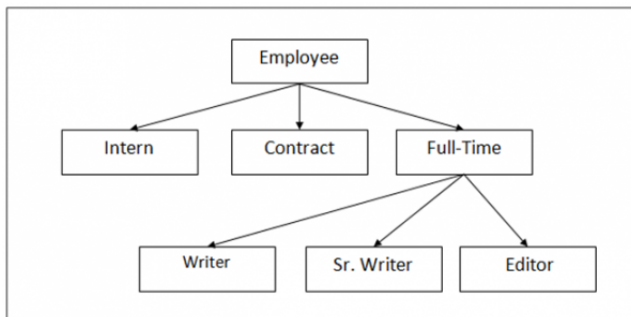 Employee
Intern
Contract
Full-Time
Writer
Sr. Writer
Editor